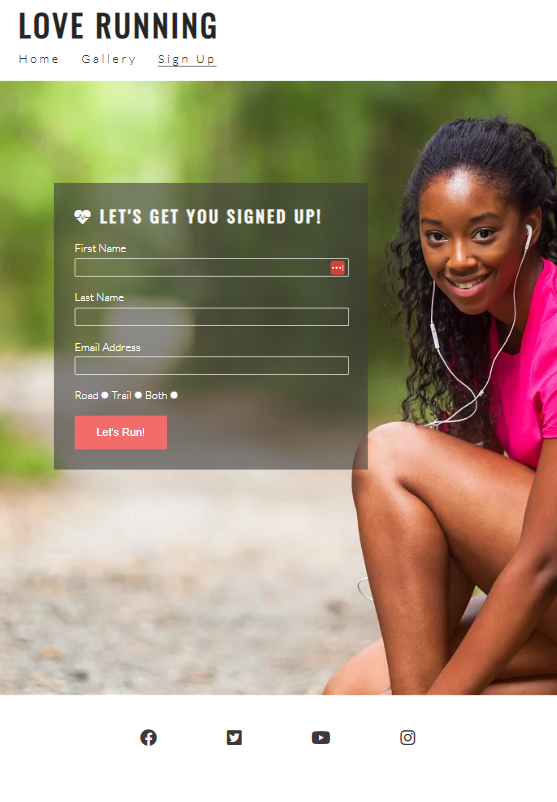 LOVE RUNNING
Home Gallery Sign Up
LET'S GET YOU SIGNED UP!
First Name
Last Name
Email Address
Road Trail Both
Let's Run!